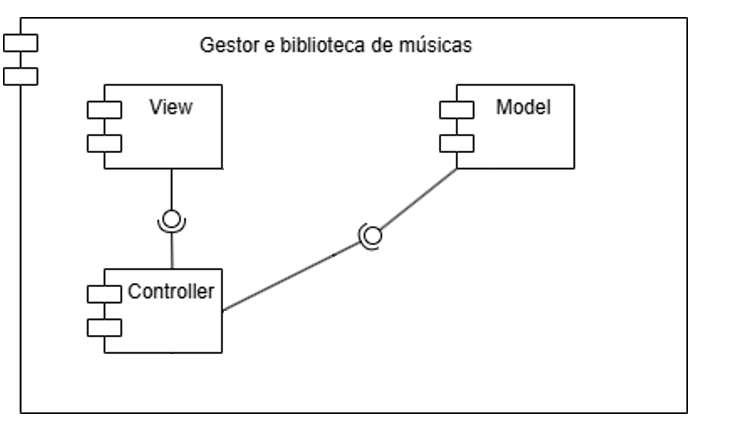 Gestor e biblioteca de músicas
View
Model
Controller